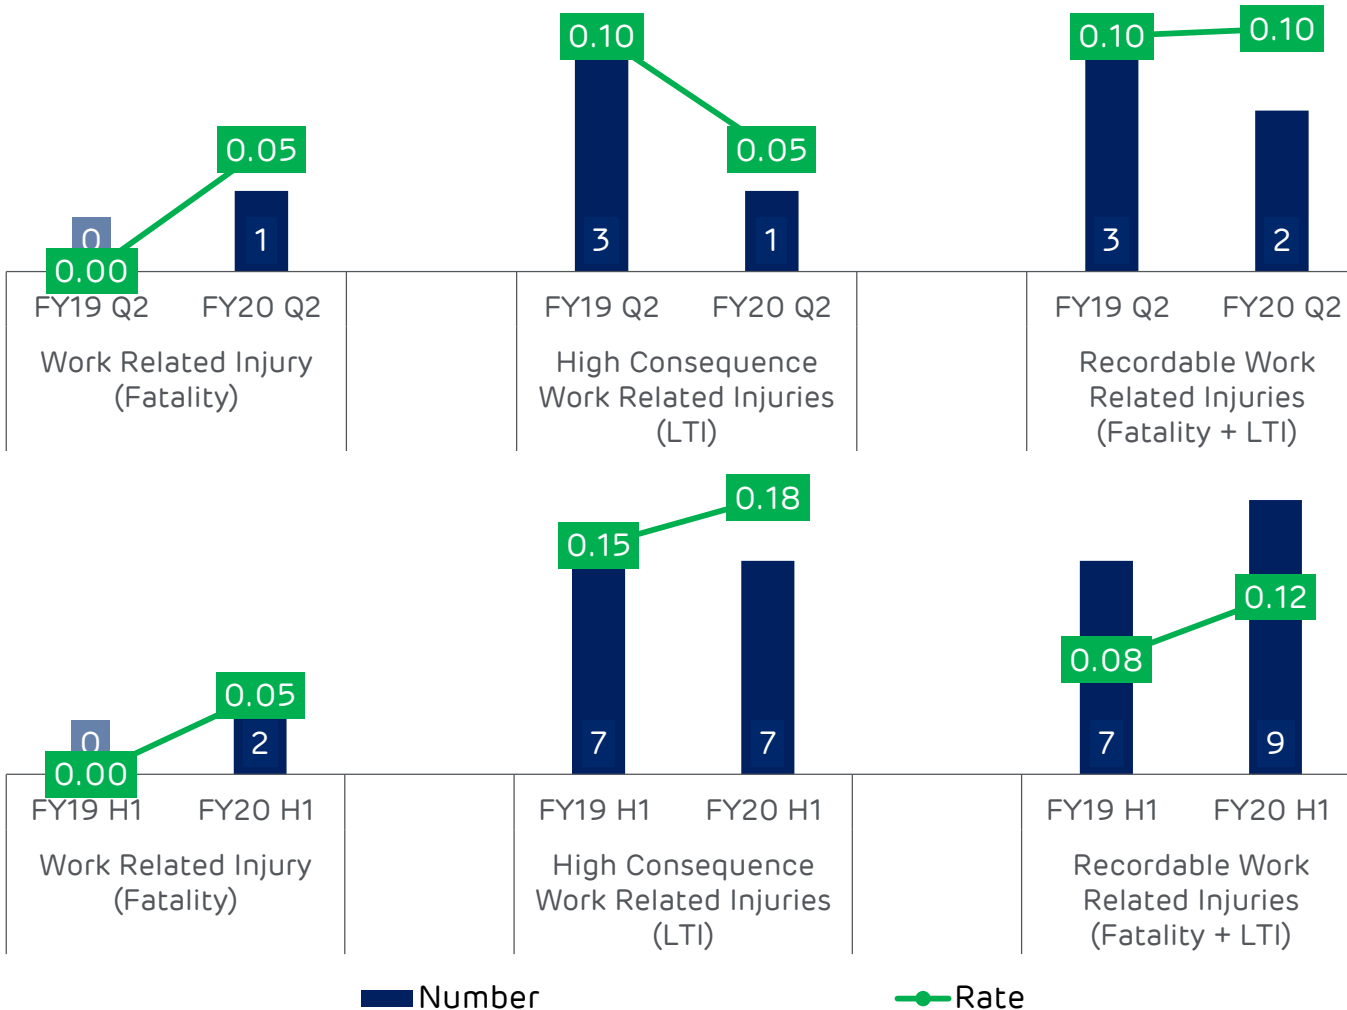 0.10
0.10
0.10
0.05
0.05
0
1
3
1
3
2
0.00
FY19 Q2
FY20 Q2
FY19 Q2
FY20 Q2
FY19 Q2
FY20 Q2
Work Related Injury
(Fatality)
High Consequence
Work Related Injuries
(LTI)
Recordable Work
Related Injuries
(Fatality + LTI)
0.18
0.15
0.12
0.08
0.05
0
2
7
7
7
9
0.00
FY19 H1
FY20 H1
FY19 H1
FY20 H1
FY19 H1
FY20 H1
Work Related Injury
(Fatality)
High Consequence
Work Related Injuries
(LTI)
Recordable Work
Related Injuries
(Fatality + LTI)
Number
Rate